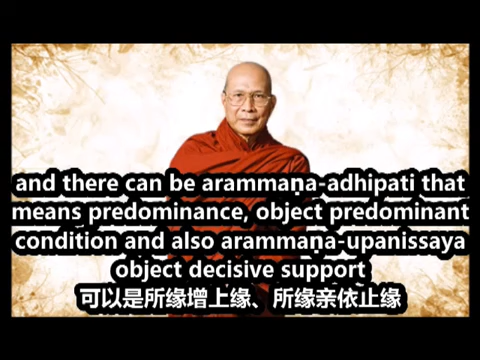 and there can be arammaṇa-adhipati that
means predominance, object predominant
condition and also arammaṇa-upanissaya
object decisive support
可以是所缘增上缘、所缘亲依止缘